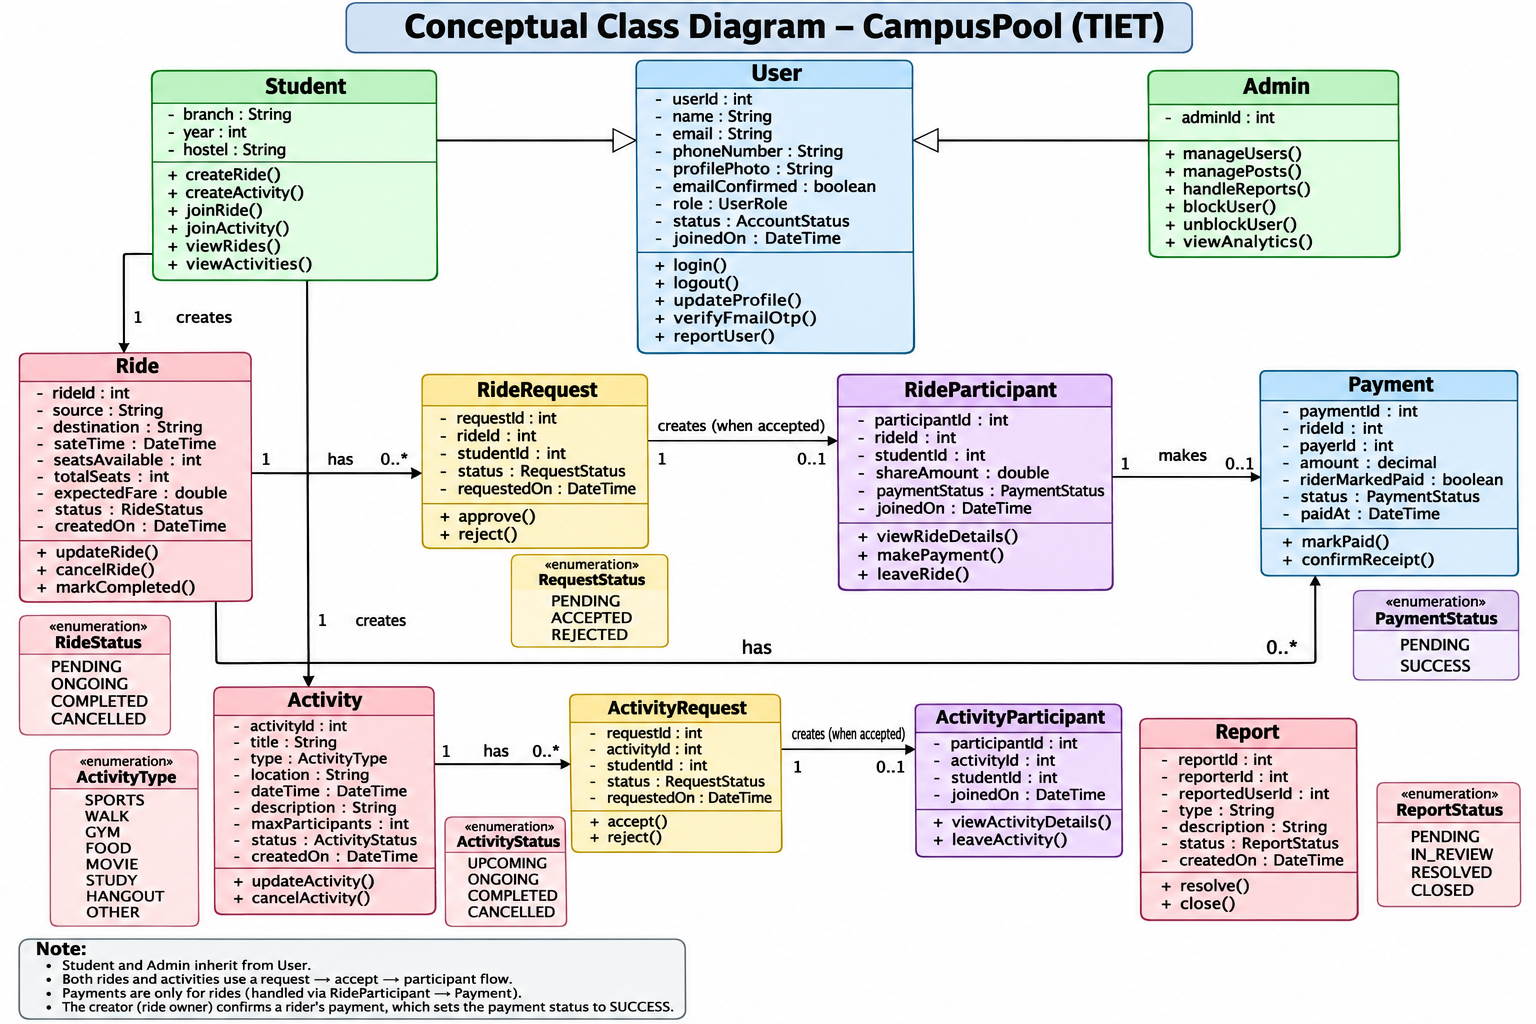 Conceptual Class Diagram – CampusPool (TIET)
Student
- branch : String
- year : int
- hostel : String
+ createRide()
+ createActivity()
+ joinRide()
+ joinActivity()
+ viewRides()
+ viewActivities()
User
- userId : int
- name : String
- email : String
- phoneNumber : String
- profilePhoto : String
- emailConfirmed : boolean
- role : UserRole
- status : AccountStatus
- joinedOn : DateTime
+ login()
+ logout()
+ updateProfile()
+ verifyFmailOtp()
+ reportUser()
Admin
- adminId : int
+ manageUsers()
+ managePosts()
+ handleReports()
+ blockUser()
+ unblockUser()
+ viewAnalytics()
1 creates
Ride
- rideId : int
- source : String
- destination : String
- sateTime : DateTime
- seatsAvailable : int
- totalSeats : int
- expectedFare : double
- status : RideStatus
- createdOn : DateTime
+ updateRide()
+ cancelRide()
+ markCompleted()
1 has 0..*
RideRequest
- requestId : int
- rideId : int
- studentId : int
- status : RequestStatus
- requestedOn : DateTime
+ approve()
+ reject()
creates (when accepted)
1 0..1
RideParticipant
- participantId : int
- rideId : int
- studentId : int
- shareAmount : double
- paymentStatus : PaymentStatus
- joinedOn : DateTime
+ viewRideDetails()
+ makePayment()
+ leaveRide()
1 makes 0..1
Payment
- paymentId : int
- rideId : int
- payerId : int
- amount : decimal
- riderMarkedPaid : boolean
- status : PaymentStatus
- paidAt : DateTime
+ markPaid()
+ confirmReceipt()
«enumeration»
RequestStatus
PENDING
ACCEPTED
REJECTED
«enumeration»
PaymentStatus
PENDING
SUCCESS
«enumeration»
RideStatus
PENDING
ONGOING
COMPLETED
CANCELLED
1 creates
has 0..*
«enumeration»
ActivityType
SPORTS
WALK
GYM
FOOD
MOVIE
STUDY
HANGOUT
OTHER
Activity
- activityId : int
- title : String
- type : ActivityType
- location : String
- dateTime : DateTime
- description : String
- maxParticipants : int
- status : ActivityStatus
- createdOn : DateTime
+ updateActivity()
+ cancelActivity()
1 has 0..*
«enumeration»
ActivityStatus
UPCOMING
ONGOING
COMPLETED
CANCELLED
ActivityRequest
- requestId : int
- activityId : int
- studentId : int
- status : RequestStatus
- requestedOn : DateTime
+ accept()
+ reject()
creates (when accepted)
1 0..1
ActivityParticipant
- participantId : int
- activityId : int
- studentId : int
- joinedOn : DateTime
+ viewActivityDetails()
+ leaveActivity()
Report
- reportId : int
- reporterId : int
- reportedUserId : int
- type : String
- description : String
- status : ReportStatus
- createdOn : DateTime
+ resolve()
+ close()
«enumeration»
ReportStatus
PENDING
IN_REVIEW
RESOLVED
CLOSED
Note:
• Student and Admin inherit from User.
• Both rides and activities use a request → accept → participant flow.
• Payments are only for rides (handled via RideParticipant → Payment).
• The creator (ride owner) confirms a rider's payment, which sets the payment status to SUCCESS.